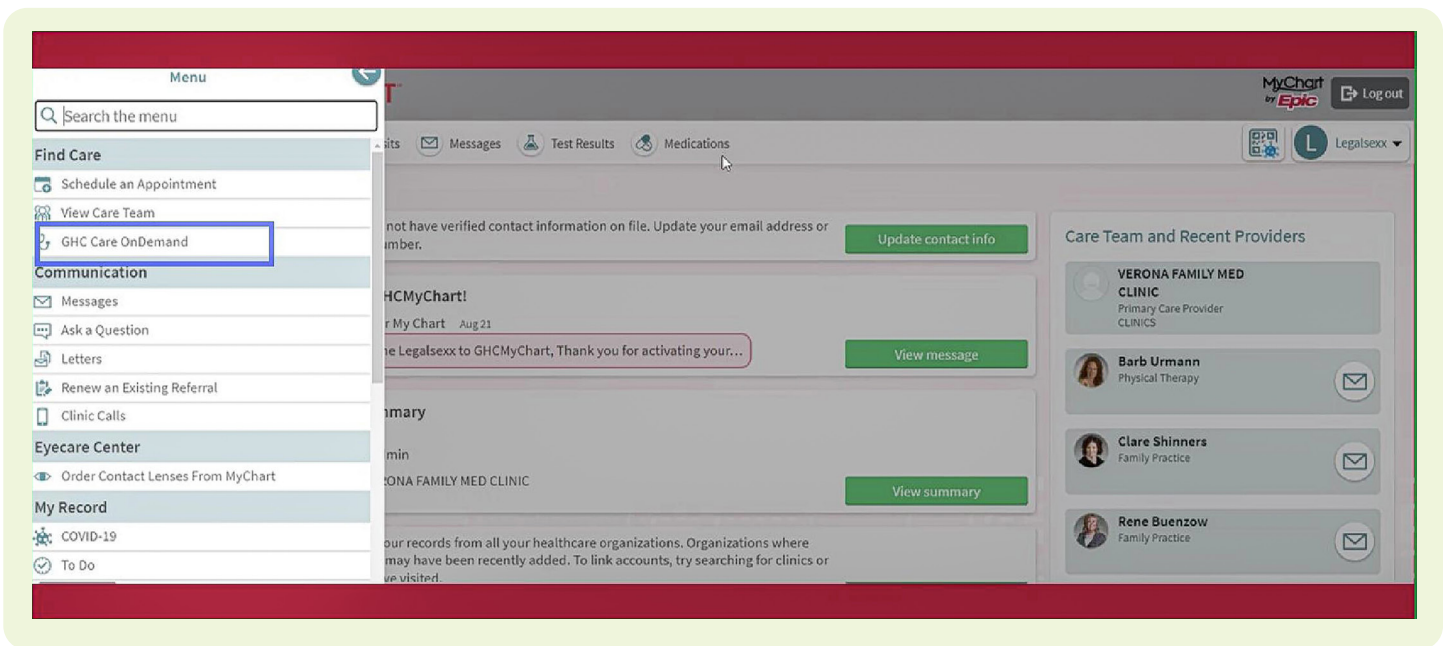 Menu
Search the menu
Find Care
Schedule an Appointment
View Care Team
GHC Care OnDemand
Communication
Messages
Ask a Question
Letters
Renew an Existing Referral
Clinic Calls
Eyecare Center
Order Contact Lenses From MyChart
My Record
COVID-19
To Do
T
MyChart
by Epic
Log out
sits
Messages
Test Results
Medications
L
Legalsexx
not have verified contact information on file. Update your email address or
umber.
Update contact info
HCMyChart!
r My Chart Aug 21
ne Legalsexx to GHCMyChart, Thank you for activating your...
View message
mmary
min
RONA FAMILY MED CLINIC
View summary
our records from all your healthcare organizations. Organizations where
may have been recently added. To link accounts, try searching for clinics or
ve visited.
Care Team and Recent Providers
VERONA FAMILY MED
CLINIC
Primary Care Provider
CLINICS
Barb Urmann
Physical Therapy
Clare Shinners
Family Practice
Rene Buenzow
Family Practice